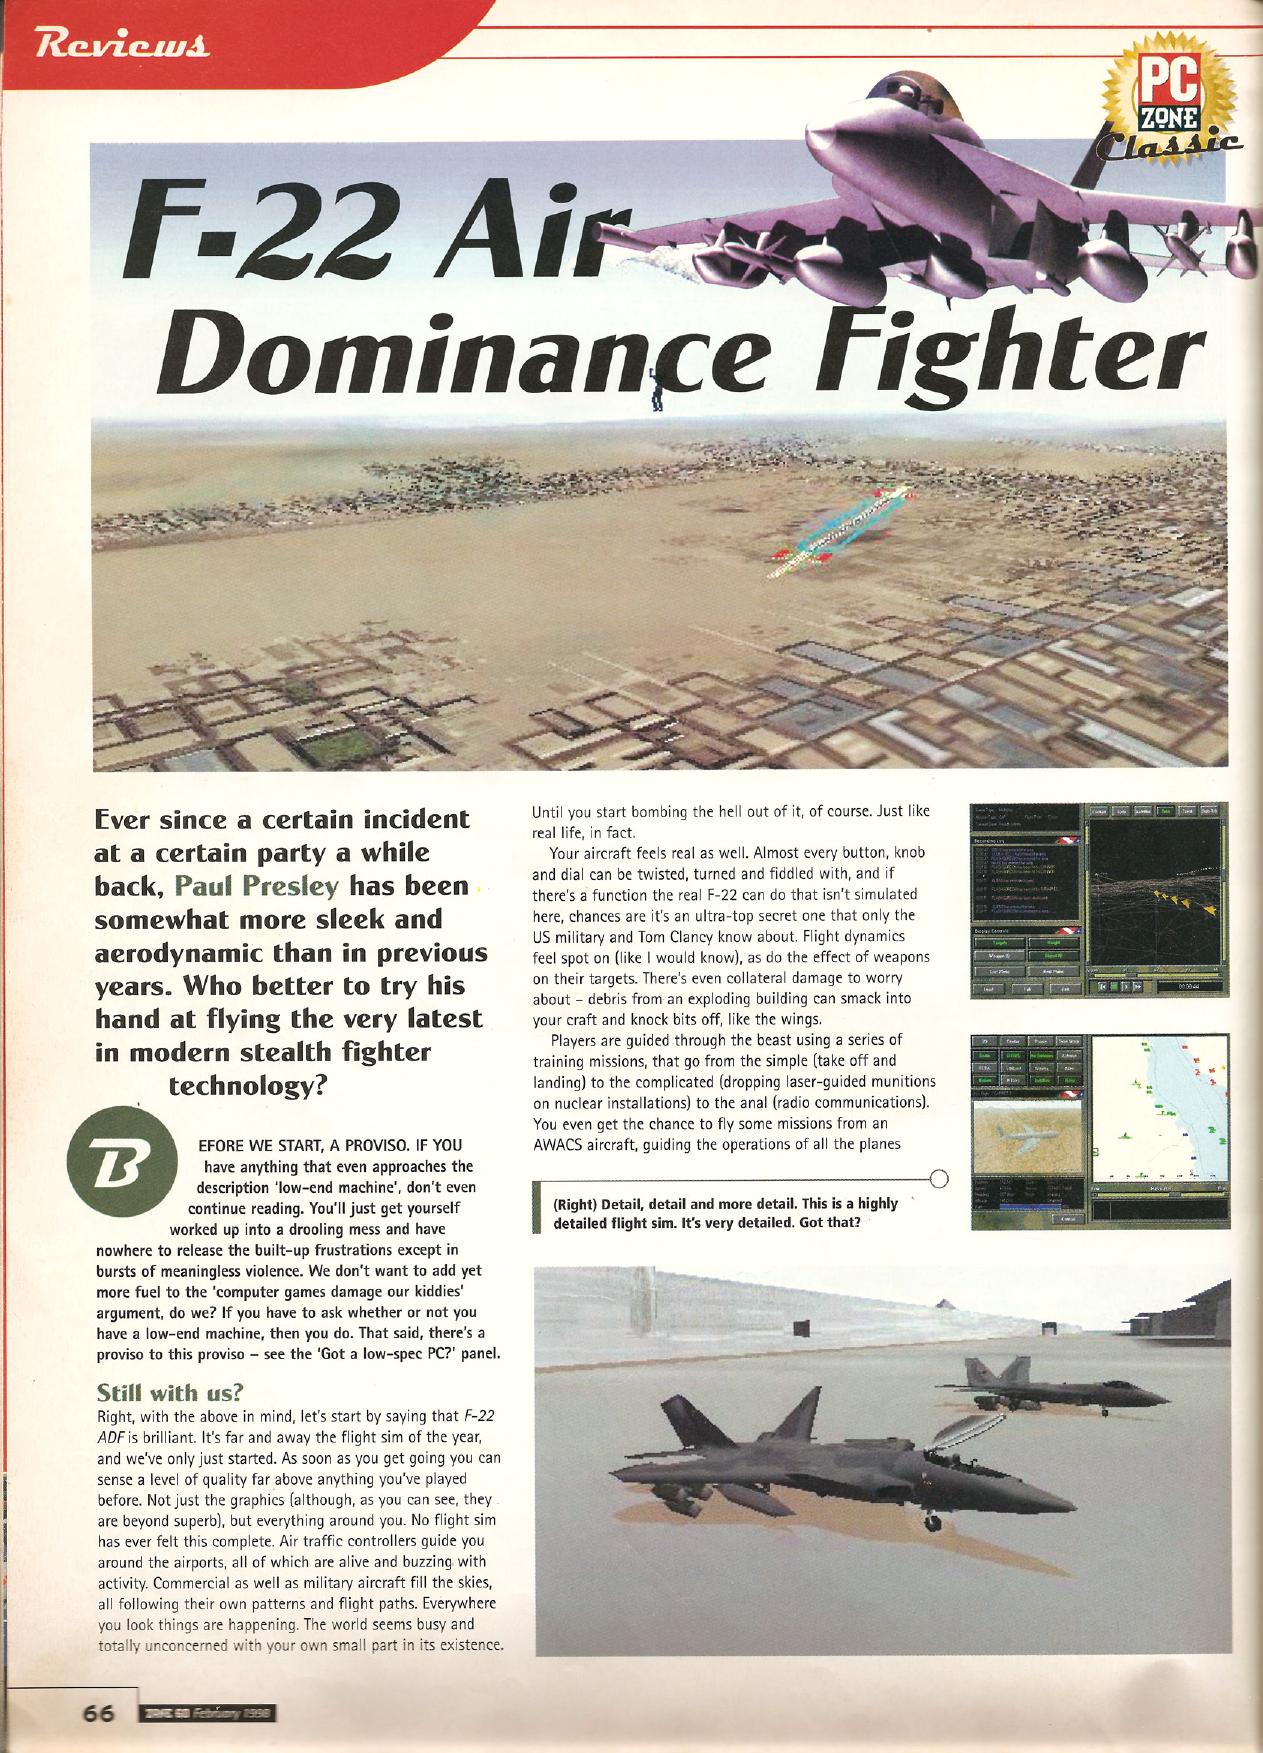 Reviews
PC
ZONE
Classic
F-22 Air
Dominance Fighter
Ever since a certain incident
at a certain party a while
back, Paul Presley has been
somewhat more sleek and
aerodynamic than in previous
years. Who better to try his
hand at flying the very latest
in modern stealth fighter
technology?
B
EFORE WE START, A PROVISO. IF YOU
have anything that even approaches the
description 'low-end machine', don't even
continue reading. You'll just get yourself
worked up into a drooling mess and have
nowhere to release the built-up frustrations except in
bursts of meaningless violence. We don't want to add yet
more fuel to the 'computer games damage our kiddies'
argument, do we? If you have to ask whether or not you
have a low-end machine, then you do. That said, there's a
proviso to this proviso – see the 'Got a low-spec PC?' panel.
Still with us?
Right, with the above in mind, let's start by saying that F-22
ADF is brilliant. It's far and away the flight sim of the year,
and we've only just started. As soon as you get going you can
sense a level of quality far above anything you've played
before. Not just the graphics (although, as you can see, they
are beyond superb), but everything around you. No flight sim
has ever felt this complete. Air traffic controllers guide you
around the airports, all of which are alive and buzzing with
activity. Commercial as well as military aircraft fill the skies,
all following their own patterns and flight paths. Everywhere
you look things are happening. The world seems busy and
totally unconcerned with your own small part in its existence.
Until you start bombing the hell out of it, of course. Just like
real life, in fact.
Your aircraft feels real as well. Almost every button, knob
and dial can be twisted, turned and fiddled with, and if
there's a function the real F-22 can do that isn't simulated
here, chances are it's an ultra-top secret one that only the
US military and Tom Clancy know about. Flight dynamics
feel spot on (like I would know), as do the effect of weapons
on their targets. There's even collateral damage to worry
about – debris from an exploding building can smack into
your craft and knock bits off, like the wings.
Players are guided through the beast using a series of
training missions, that go from the simple (take off and
landing) to the complicated (dropping laser-guided munitions
on nuclear installations) to the anal (radio communications).
You even get the chance to fly some missions from an
AWACS aircraft, guiding the operations of all the planes
(Right) Detail, detail and more detail. This is a highly
detailed flight sim. It's very detailed. Got that?
66
ZONE 60 February 1998